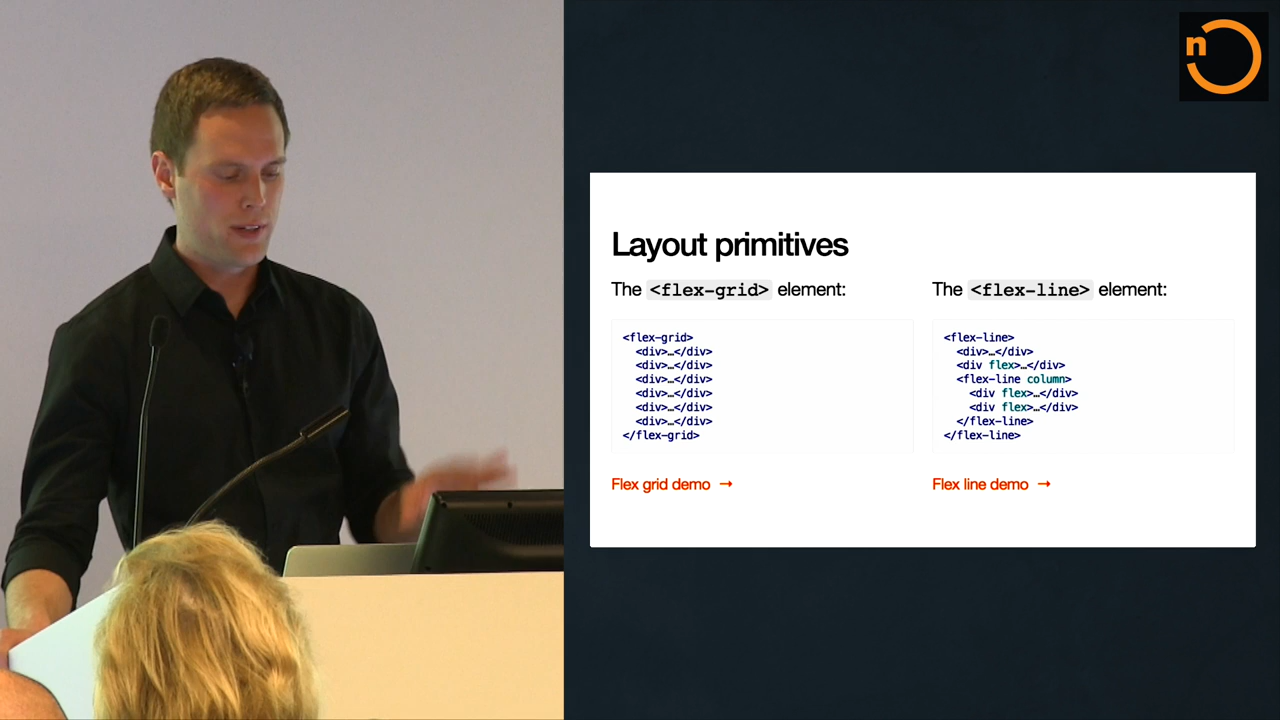 n
Layout primitives
The <flex-grid> element:
<flex-grid>
<div>…</div>
<div>…</div>
<div>…</div>
<div>…</div>
<div>…</div>
<div>…</div>
</flex-grid>
Flex grid demo →
The <flex-line> element:
<flex-line>
<div>…</div>
<div flex>…</div>
<flex-line column>
<div flex>…</div>
<div flex>…</div>
</flex-line>
</flex-line>
Flex line demo →